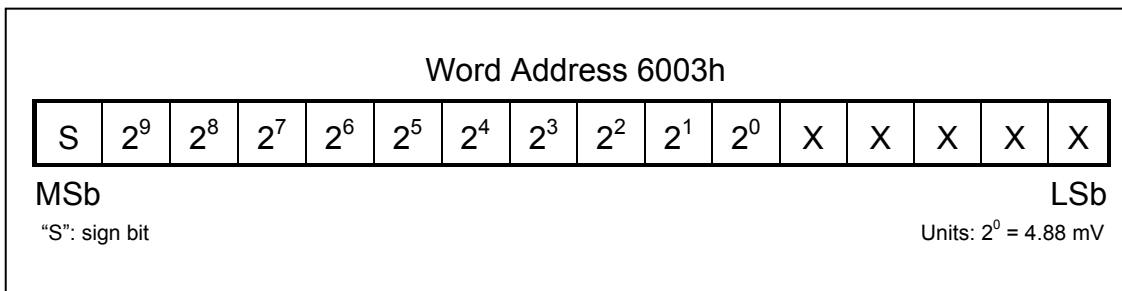 Word Address 6003h
S 2⁹ 2⁸ 2⁷ 2⁶ 2⁵ 2⁴ 2³ 2² 2¹ 2⁰ X X X X X
MSb LSb
“S”: sign bit Units: 2⁰ = 4.88 mV